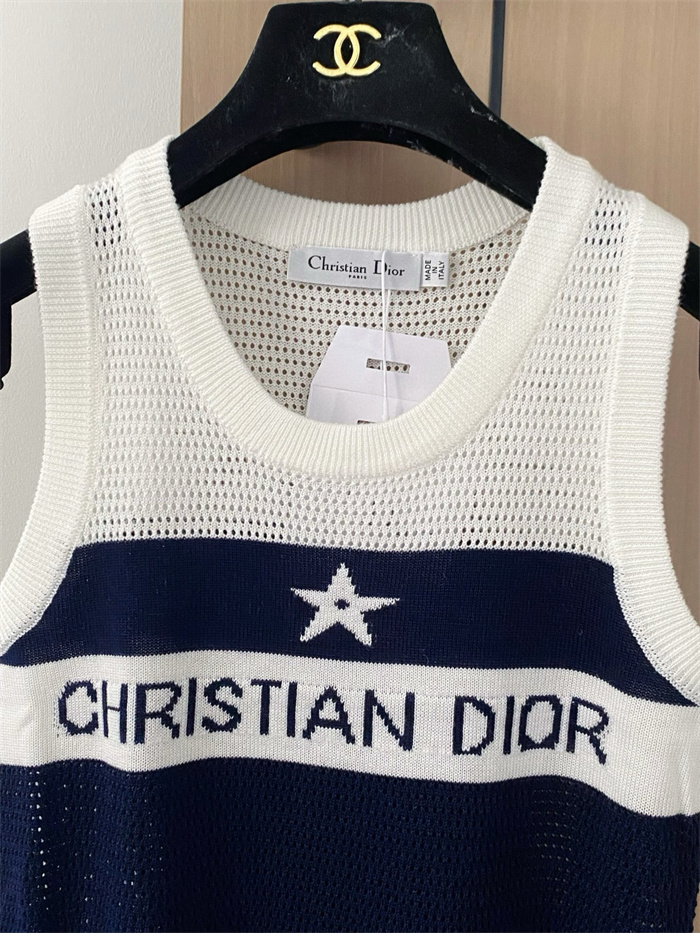 Christian Dior
PARIS
MADE
IN
ITALY
CHRISTIAN DIOR